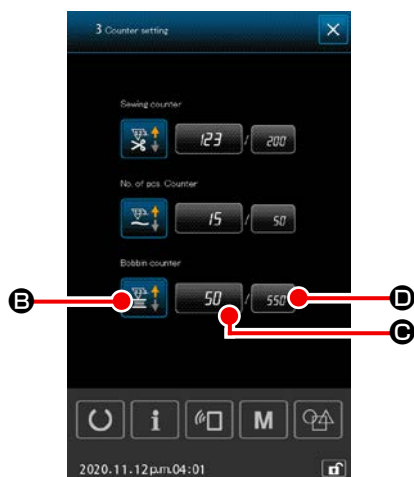 3 Counter setting
Sewing counter
123 / 200
No. of pcs. Counter
15 / 50
Bobbin counter
B 50 / 550 D
C
i M
2020.11.12p.m.04:01